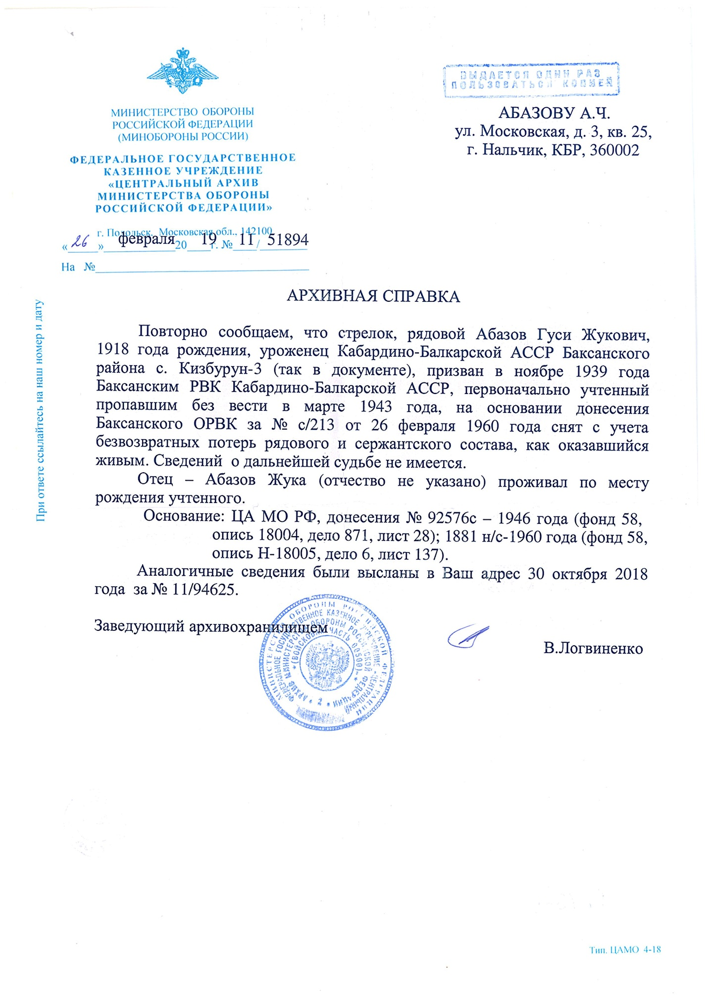 ВЫДАЕТСЯ ОДИН РАЗ
ПОЛЬЗОВАТЬСЯ КОПИЕЙ
МИНИСТЕРСТВО ОБОРОНЫ
РОССИЙСКОЙ ФЕДЕРАЦИИ
(МИНОБОРОНЫ РОССИИ)
ФЕДЕРАЛЬНОЕ ГОСУДАРСТВЕННОЕ
КАЗЕННОЕ УЧРЕЖДЕНИЕ
«ЦЕНТРАЛЬНЫЙ АРХИВ
МИНИСТЕРСТВА ОБОРОНЫ
РОССИЙСКОЙ ФЕДЕРАЦИИ»
г. Подольск, Московская обл., 142100
«26» февраля 2019 г. № 11/51894
На №
АБАЗОВУ А.Ч.
ул. Московская, д. 3, кв. 25,
г. Нальчик, КБР, 360002
При ответе ссылайтесь на наш номер и дату
АРХИВНАЯ СПРАВКА
Повторно сообщаем, что стрелок, рядовой Абазов Гуси Жукович,
1918 года рождения, уроженец Кабардино-Балкарской АССР Баксанского
района с. Кизбурун-3 (так в документе), призван в ноябре 1939 года
Баксанским РВК Кабардино-Балкарской АССР, первоначально учтенный
пропавшим без вести в марте 1943 года, на основании донесения
Баксанского ОРВК за № с/213 от 26 февраля 1960 года снят с учета
безвозвратных потерь рядового и сержантского состава, как оказавшийся
живым. Сведений о дальнейшей судьбе не имеется.
Отец – Абазов Жука (отчество не указано) проживал по месту
рождения учтенного.
Основание: ЦА МО РФ, донесения № 92576с – 1946 года (фонд 58,
опись 18004, дело 871, лист 28); 1881 н/с-1960 года (фонд 58,
опись Н-18005, дело 6, лист 137).
Аналогичные сведения были высланы в Ваш адрес 30 октября 2018
года за № 11/94625.
Заведующий архивохранилищем
В.Логвиненко
МИНИСТЕРСТВО ОБОРОНЫ РОССИЙСКОЙ ФЕДЕРАЦИИ
ФЕДЕРАЛЬНОЕ ГОСУДАРСТВЕННОЕ КАЗЕННОЕ УЧРЕЖДЕНИЕ «ЦЕНТРАЛЬНЫЙ
АРХИВ МИНИСТЕРСТВА ОБОРОНЫ РОССИЙСКОЙ ФЕДЕРАЦИИ
(ВОЙСКОВАЯ ЧАСТЬ 00500)»
* 2 *
Тип. ЦАМО 4-18